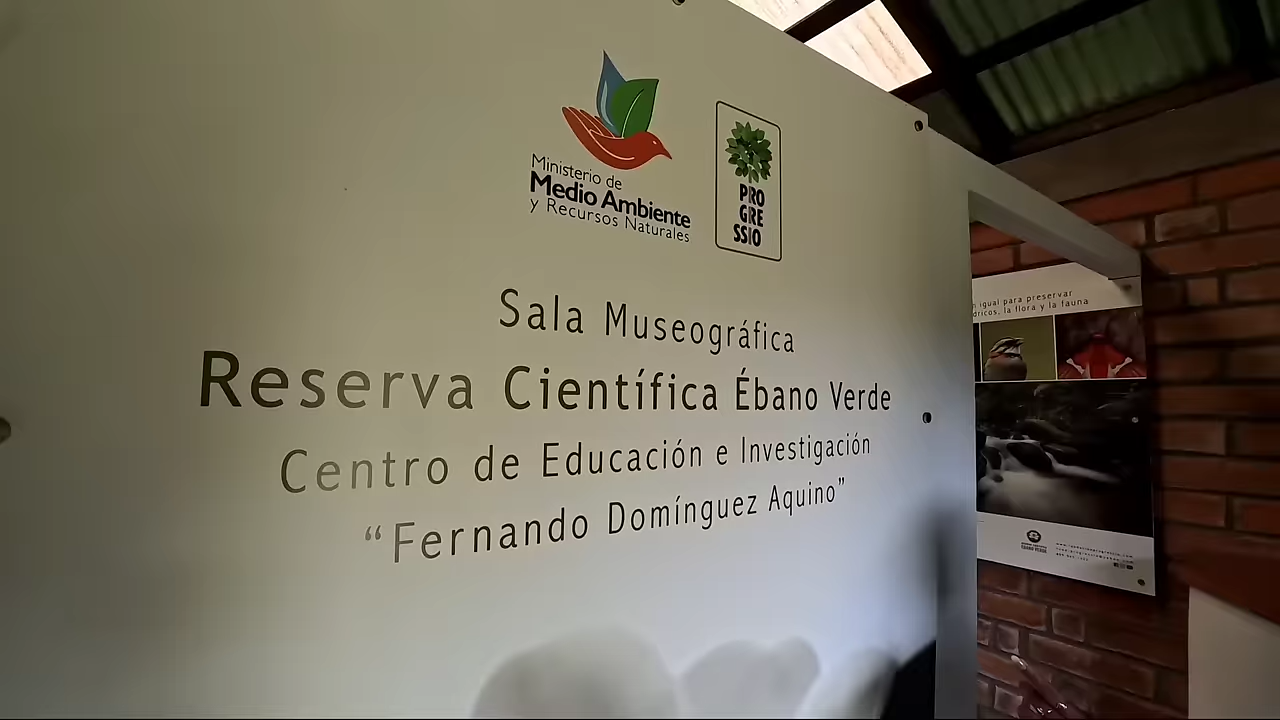 Ministerio de
Medio Ambiente
y Recursos Naturales
PRO
GRE
SSIO
Sala Museográfica
Reserva Científica Ébano Verde
Centro de Educación e Investigación
“Fernando Domínguez Aquino”
igual para preservar
la flora y la fauna